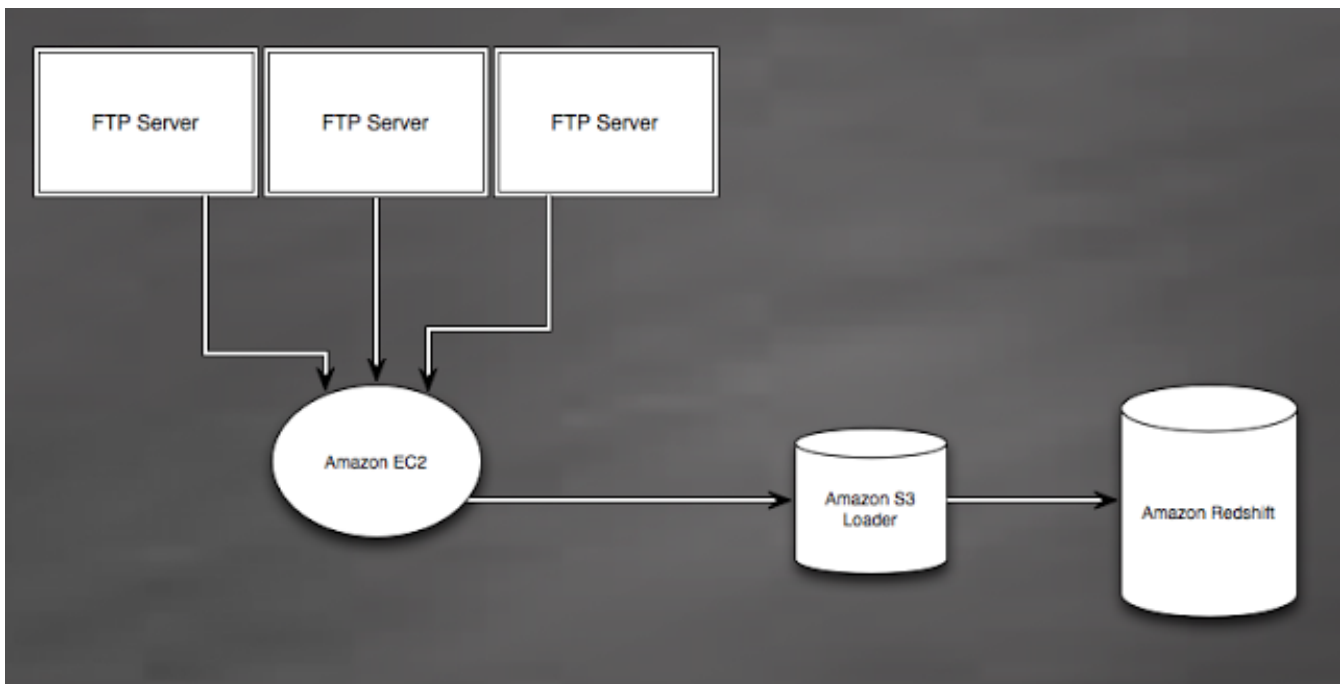 FTP Server
FTP Server
FTP Server
Amazon EC2
Amazon S3
Loader
Amazon Redshift